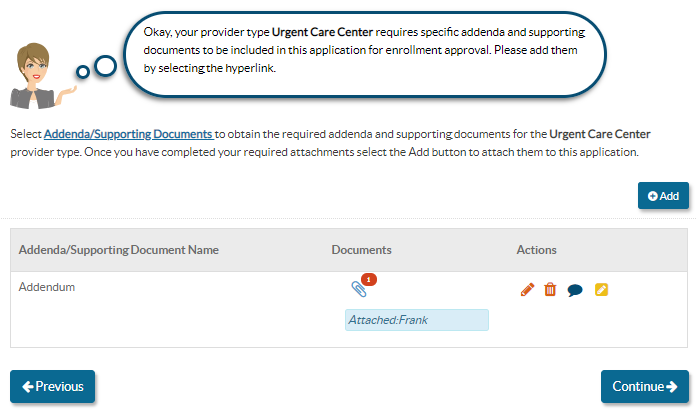 Okay, your provider type Urgent Care Center requires specific addenda and supporting
documents to be included in this application for enrollment approval. Please add them
by selecting the hyperlink.
Select Addenda/Supporting Documents to obtain the required addenda and supporting documents for the Urgent Care Center
provider type. Once you have completed your required attachments select the Add button to attach them to this application.
Add
Addenda/Supporting Document Name Documents Actions
Addendum 1
Attached:Frank
Previous Continue